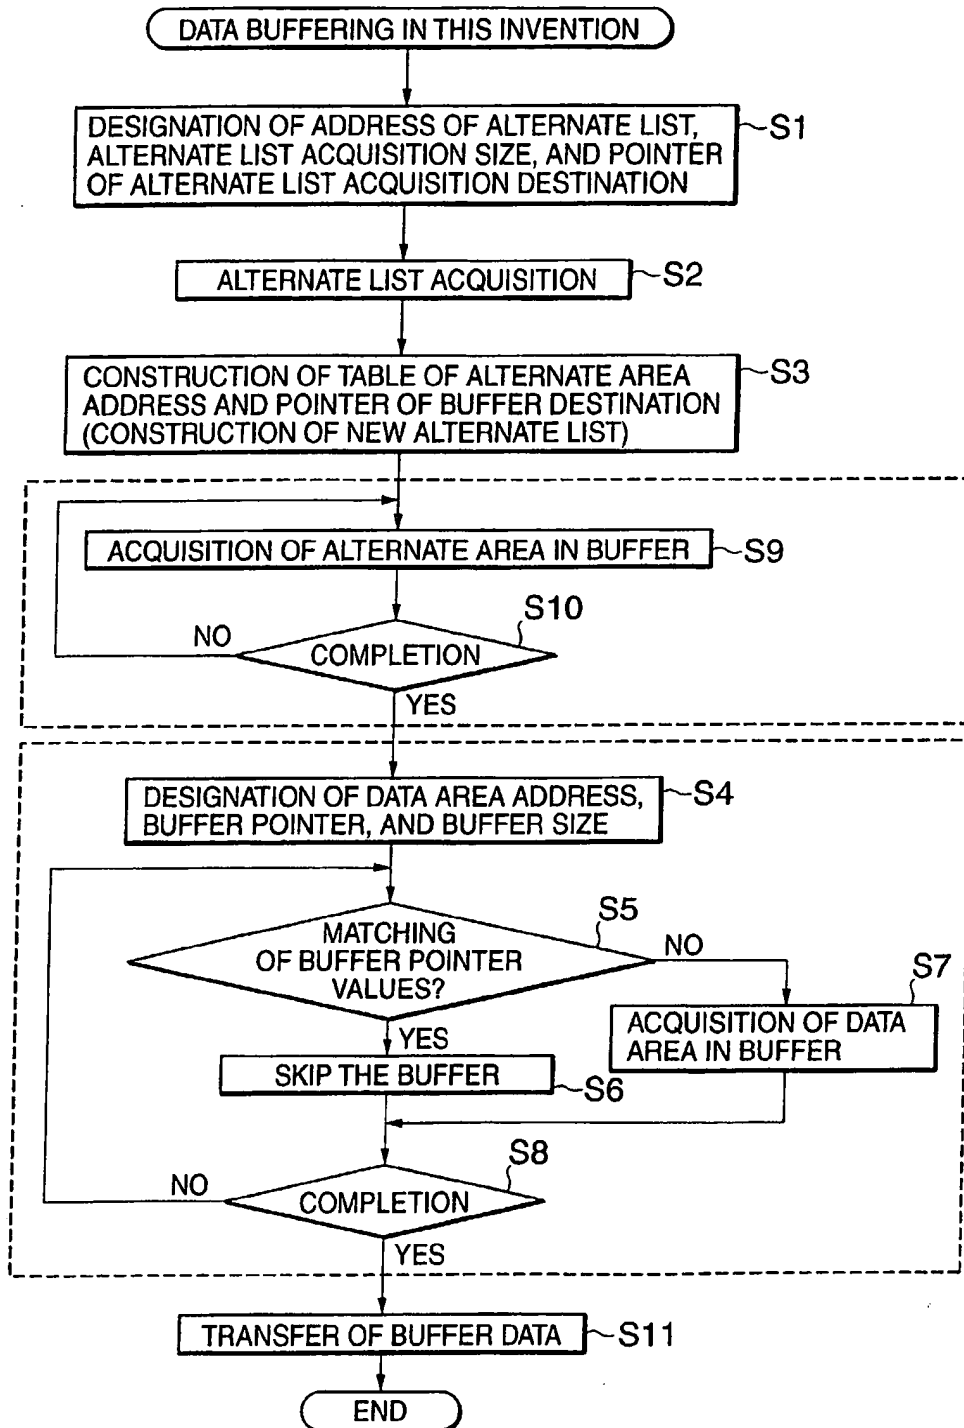 DATA BUFFERING IN THIS INVENTION
DESIGNATION OF ADDRESS OF ALTERNATE LIST,
ALTERNATE LIST ACQUISITION SIZE, AND POINTER
OF ALTERNATE LIST ACQUISITION DESTINATION
S1
ALTERNATE LIST ACQUISITION
S2
CONSTRUCTION OF TABLE OF ALTERNATE AREA
ADDRESS AND POINTER OF BUFFER DESTINATION
(CONSTRUCTION OF NEW ALTERNATE LIST)
S3
ACQUISITION OF ALTERNATE AREA IN BUFFER
S9
S10
NO
COMPLETION
YES
DESIGNATION OF DATA AREA ADDRESS,
BUFFER POINTER, AND BUFFER SIZE
S4
S5
MATCHING
OF BUFFER POINTER
VALUES?
NO
S7
YES
ACQUISITION OF DATA
AREA IN BUFFER
SKIP THE BUFFER
S6
S8
NO
COMPLETION
YES
TRANSFER OF BUFFER DATA
S11
END